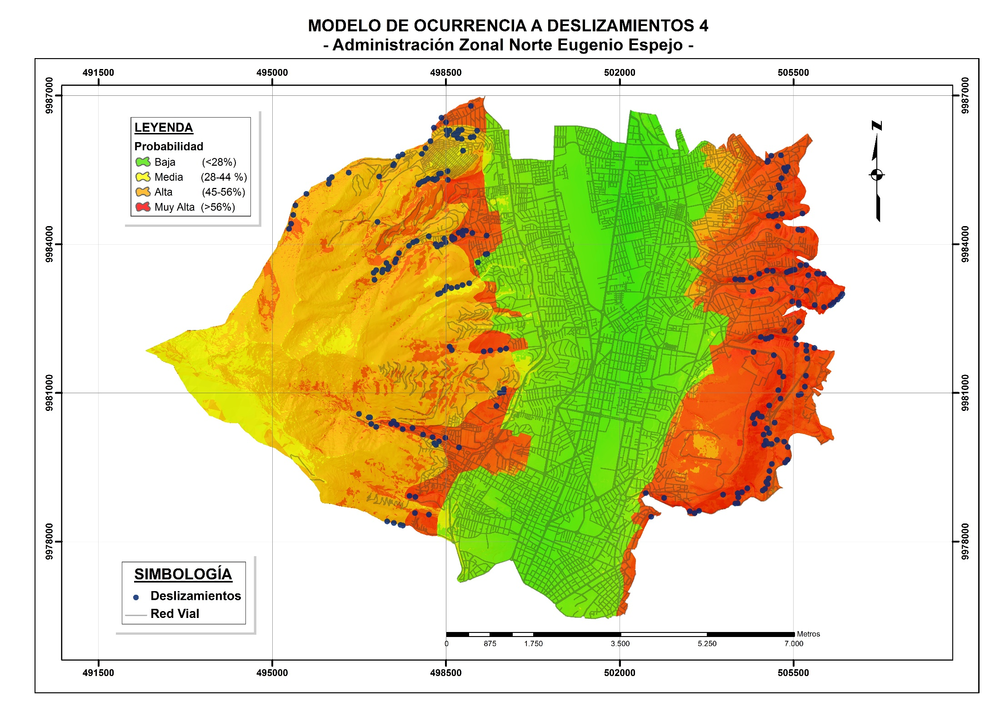 MODELO DE OCURRENCIA A DESLIZAMIENTOS 4
- Administración Zonal Norte Eugenio Espejo -
491500 495000 498500 502000 505500
9987000 9987000
LEYENDA
Probabilidad
Baja (<28%)
Media (28-44 %)
Alta (45-56%)
Muy Alta (>56%)
N
9984000 9984000
9981000 9981000
9978000 9978000
SIMBOLOGÍA
Deslizamientos
Red Vial
Metros
0 875 1.750 3.500 5.250 7.000
491500 495000 498500 502000 505500